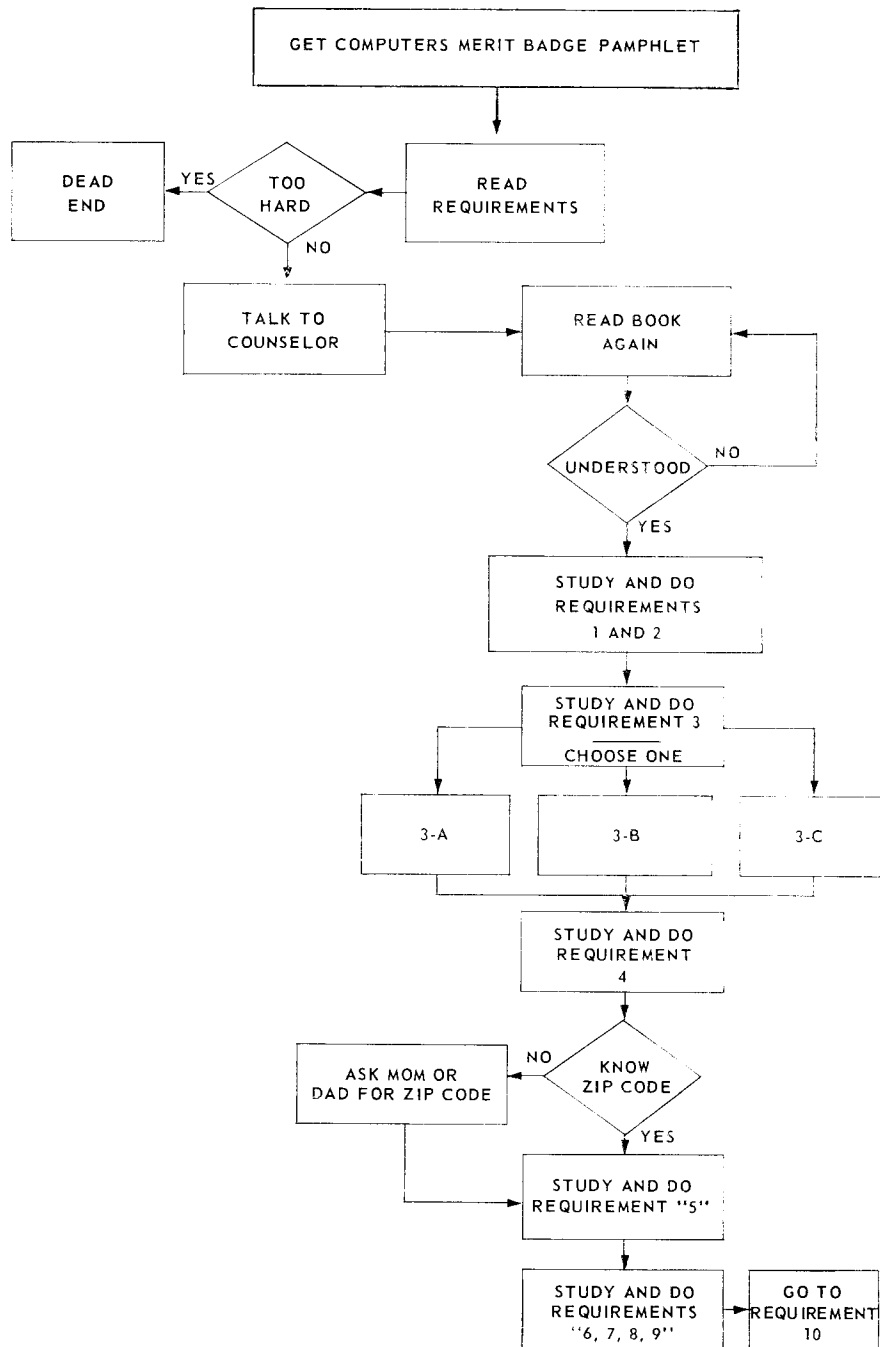 GET COMPUTERS MERIT BADGE PAMPHLET
READ
REQUIREMENTS
TOO
HARD
YES
DEAD
END
NO
TALK TO
COUNSELOR
READ BOOK
AGAIN
UNDERSTOOD
NO
YES
STUDY AND DO
REQUIREMENTS
1 AND 2
STUDY AND DO
REQUIREMENT 3
CHOOSE ONE
3-A
3-B
3-C
STUDY AND DO
REQUIREMENT
4
KNOW
ZIP CODE
NO
ASK MOM OR
DAD FOR ZIP CODE
YES
STUDY AND DO
REQUIREMENT "5"
STUDY AND DO
REQUIREMENTS
"6, 7, 8, 9"
GO TO
REQUIREMENT
10